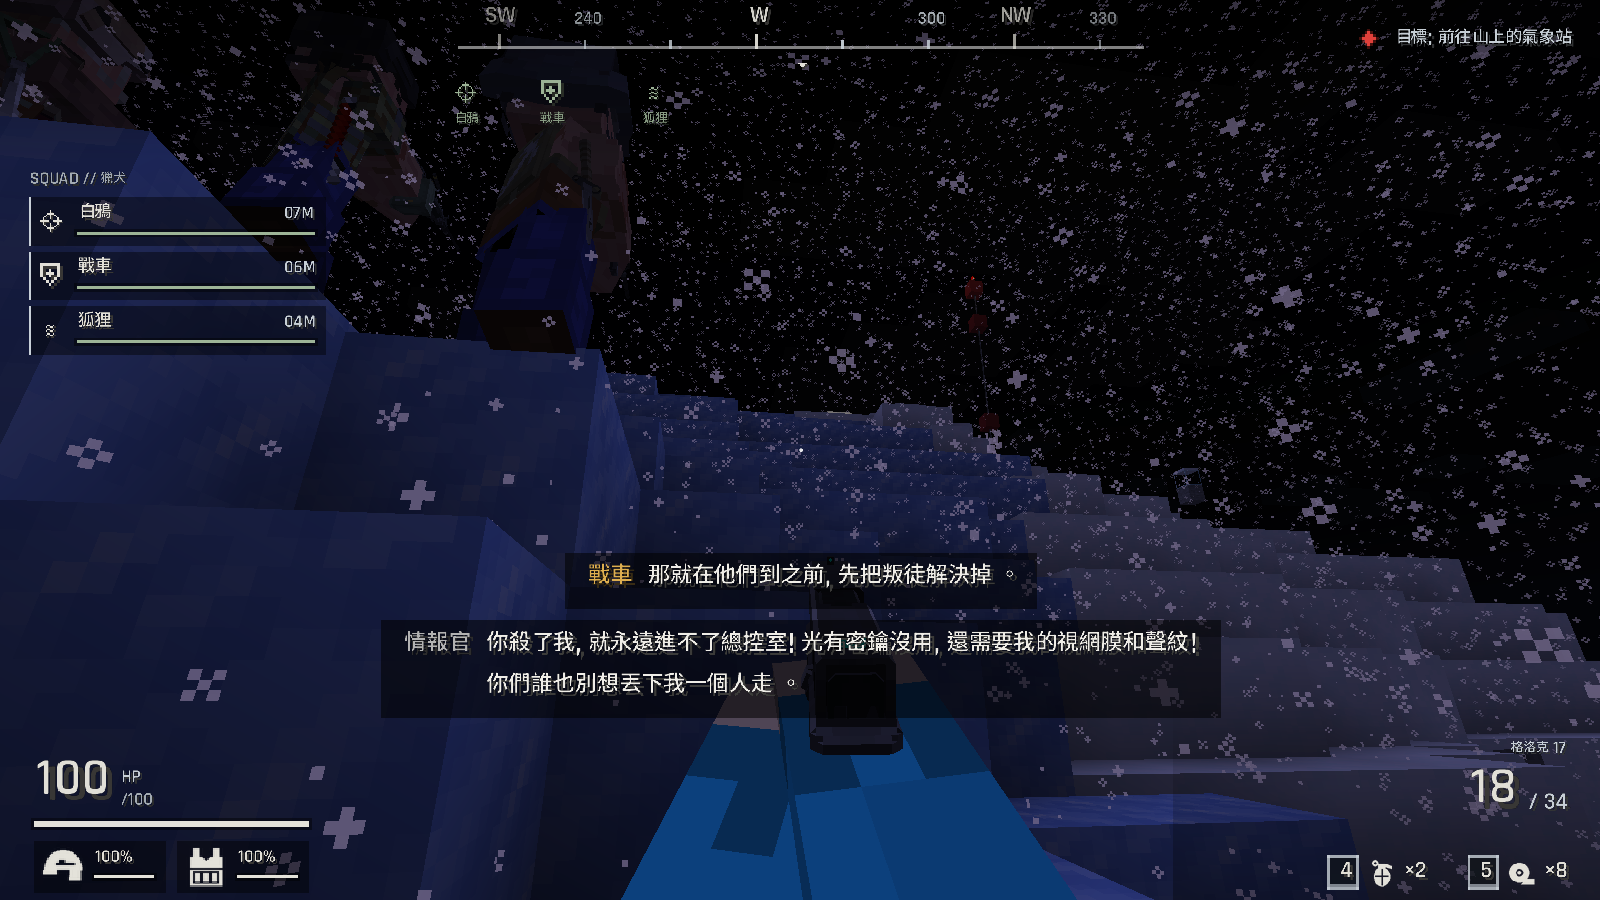 SW 240 W 300 NW 330
目標: 前往山上的氣象站
白鴉 戰車 狐狸
SQUAD // 獵犬
白鴉 07M
戰車 06M
狐狸 04M
戰車 那就在他們到之前, 先把叛徒解決掉。
情報官 你殺了我, 就永遠進不了總控室! 光有密鑰沒用, 還需要我的視網膜和聲紋!
你們誰也別想丟下我一個人走。
格洛克 17
18 / 34
100 HP
/100
100% 100%
4 ×2 5 ×8